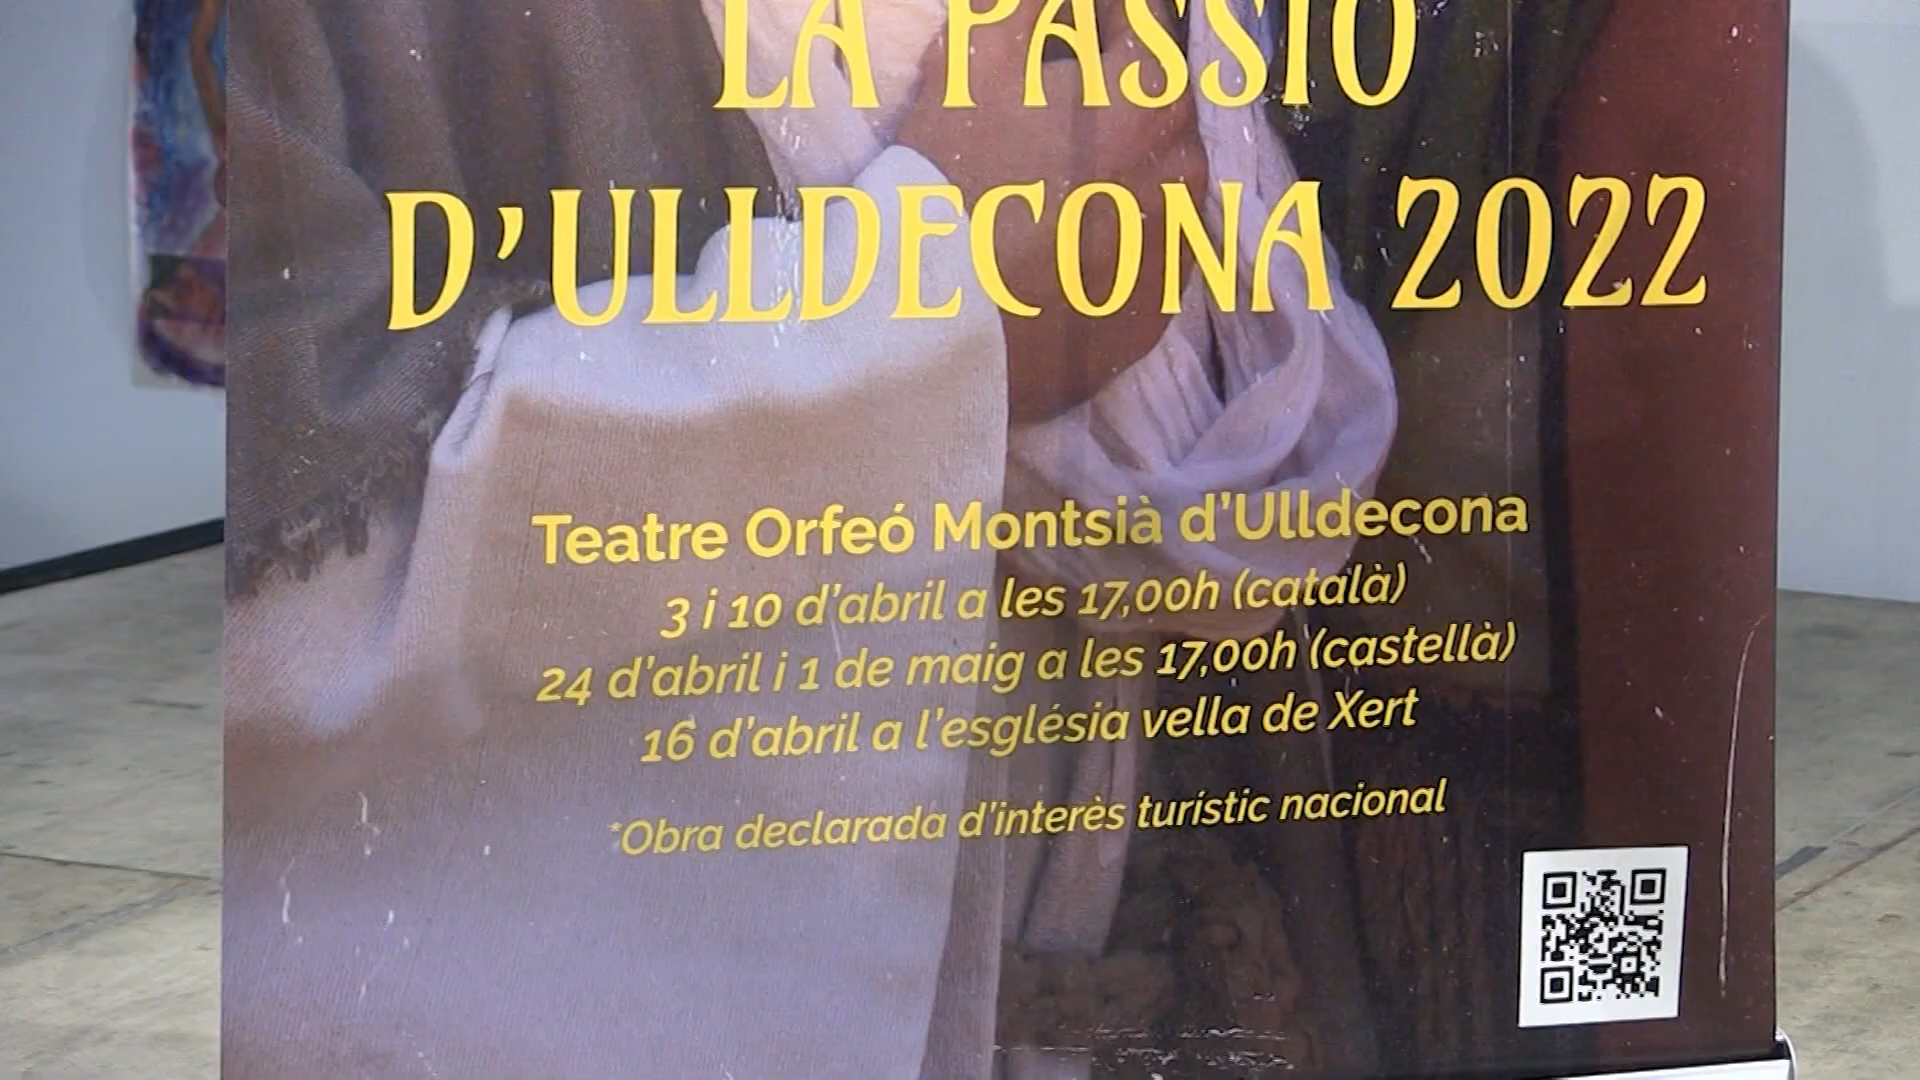 LA PASSIÓ
D'ULLDECONA 2022
Teatre Orfeó Montsià d'Ulldecona
3 i 10 d'abril a les 17,00h (català)
24 d'abril i 1 de maig a les 17,00h (castellà)
16 d'abril a l'església vella de Xert
*Obra declarada d'interès turístic nacional